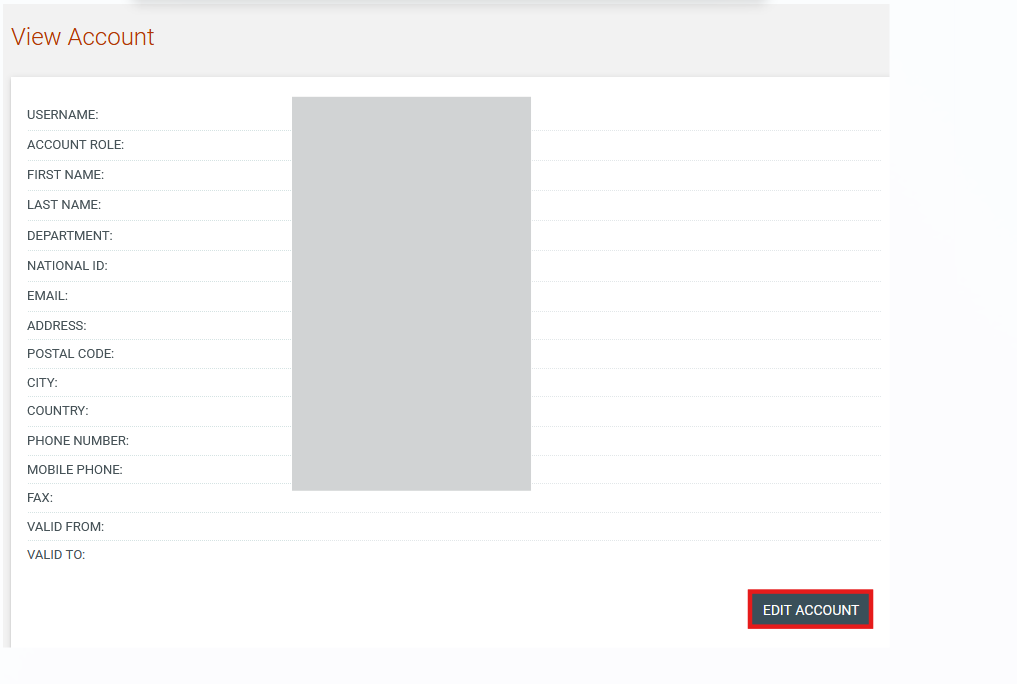 View Account
USERNAME:
ACCOUNT ROLE:
FIRST NAME:
LAST NAME:
DEPARTMENT:
NATIONAL ID:
EMAIL:
ADDRESS:
POSTAL CODE:
CITY:
COUNTRY:
PHONE NUMBER:
MOBILE PHONE:
FAX:
VALID FROM:
VALID TO:
EDIT ACCOUNT